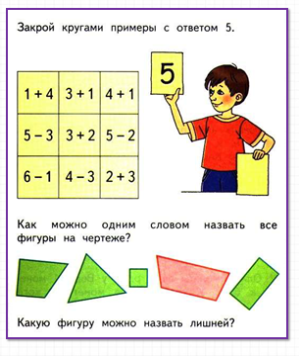 Закрой кругами примеры с ответом 5.
1 + 4 3 + 1 4 + 1
5
5 − 3 3 + 2 5 − 2
6 − 1 4 − 3 2 + 3
Как можно одним словом назвать все
фигуры на чертеже?
Какую фигуру можно назвать лишней?